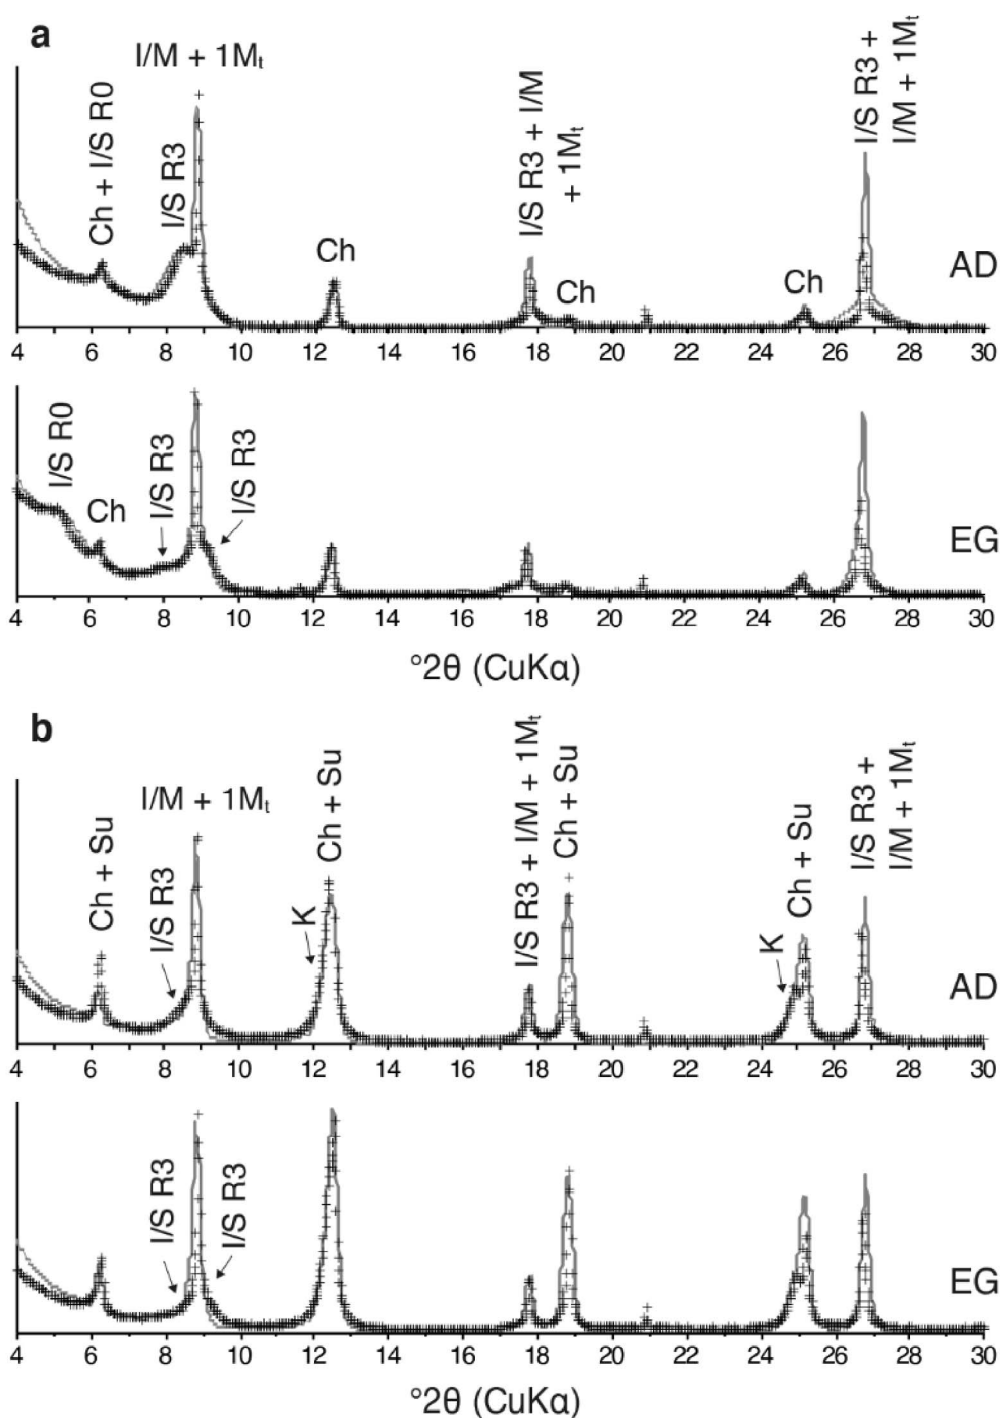 a
I/M + 1Mₜ
Ch + I/S R0
I/S R3
Ch
I/S R3 + I/M
+ 1Mₜ
Ch
Ch
I/S R3 +
I/M + 1Mₜ
AD
4 6 8 10 12 14 16 18 20 22 24 26 28 30
I/S R0
Ch
I/S R3
I/S R3
EG
4 6 8 10 12 14 16 18 20 22 24 26 28 30
°2θ (CuKα)
b
Ch + Su
I/M + 1Mₜ
I/S R3
K
Ch + Su
I/S R3 + I/M + 1Mₜ
Ch + Su
K
Ch + Su
I/S R3 +
I/M + 1Mₜ
AD
4 6 8 10 12 14 16 18 20 22 24 26 28 30
I/S R3
I/S R3
EG
4 6 8 10 12 14 16 18 20 22 24 26 28 30
°2θ (CuKα)